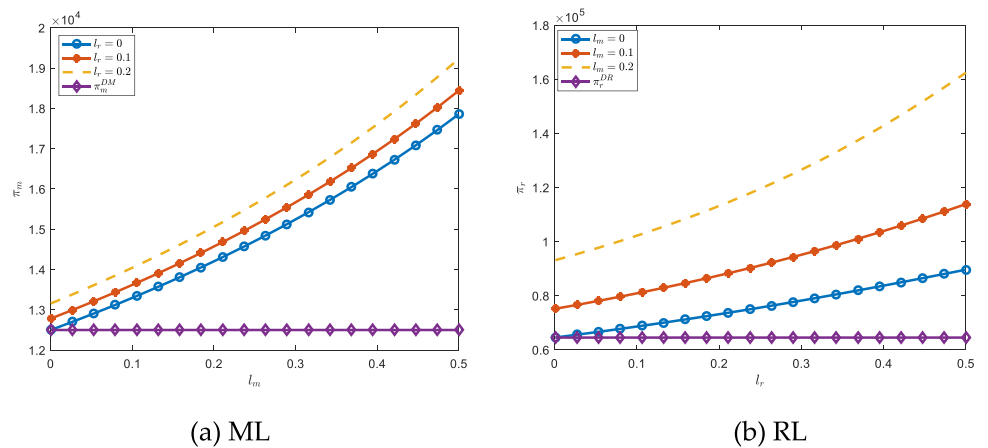 ×10⁴
2
1.9
1.8
1.7
1.6
1.5
1.4
1.3
1.2
π_m
l_r = 0
l_r = 0.1
l_r = 0.2
π_m^{DM}
0 0.1 0.2 0.3 0.4 0.5
l_m
(a) ML
×10⁵
1.8
1.6
1.4
1.2
1
0.8
0.6
π_r
l_m = 0
l_m = 0.1
l_m = 0.2
π_r^{DR}
0 0.1 0.2 0.3 0.4 0.5
l_r
(b) RL